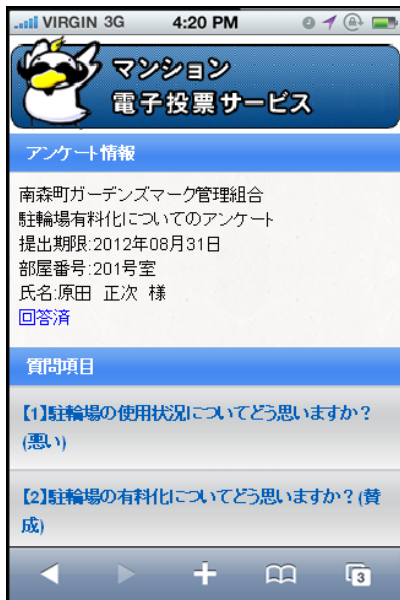 VIRGIN 3G 4:20 PM
マンション
電子投票サービス
アンケート情報
南森町ガーデンズマーク管理組合
駐輪場有料化についてのアンケート
提出期限:2012年08月31日
部屋番号:201号室
氏名:原田 正次 様
回答済
質問項目
【1】駐輪場の使用状況についてどう思いますか？
(悪い)
【2】駐輪場の有料化についてどう思いますか？(賛
成)
3